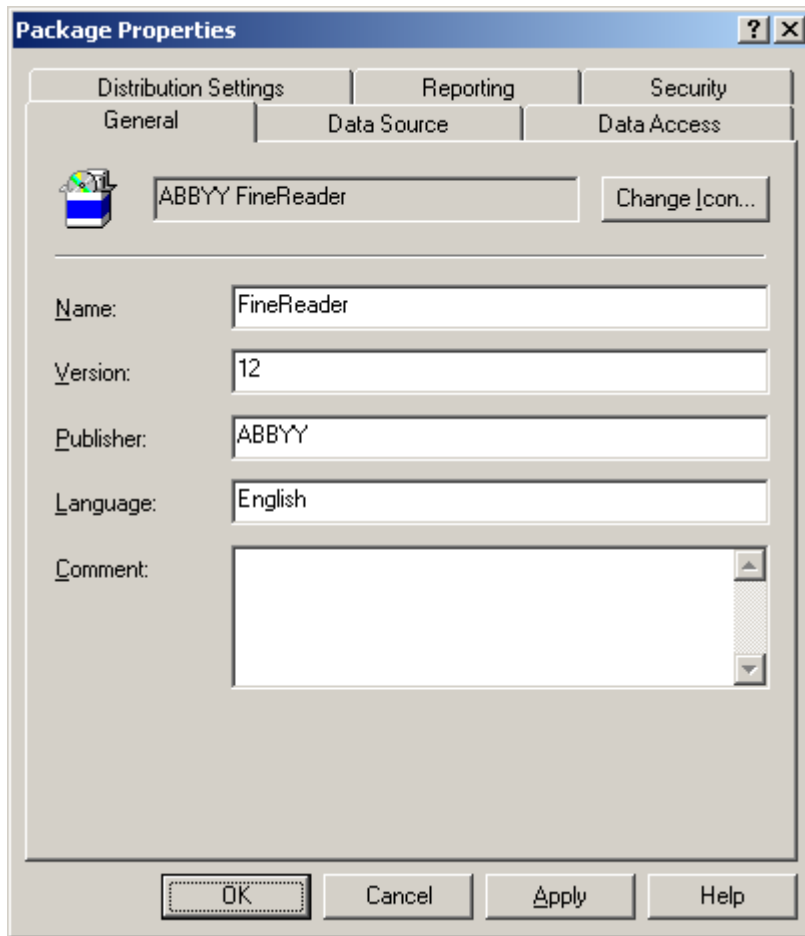 Package Properties
Distribution Settings Reporting Security
General Data Source Data Access
ABBYY FineReader Change Icon...
Name: FineReader
Version: 12
Publisher: ABBYY
Language: English
Comment:
OK Cancel Apply Help